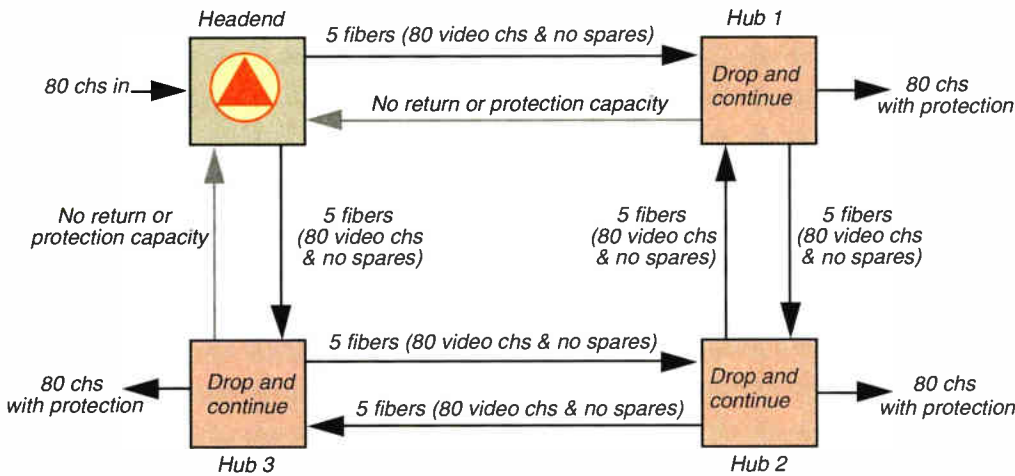 Headend
Hub 1
5 fibers (80 video chs & no spares)
80 chs in
Drop and
continue
80 chs
with protection
No return or protection capacity
No return or
protection capacity
5 fibers
(80 video chs
& no spares)
5 fibers
(80 video chs
& no spares)
5 fibers
(80 video chs
& no spares)
5 fibers (80 video chs & no spares)
80 chs
with protection
Drop and
continue
5 fibers (80 video chs & no spares)
Drop and
continue
80 chs
with protection
Hub 3
Hub 2